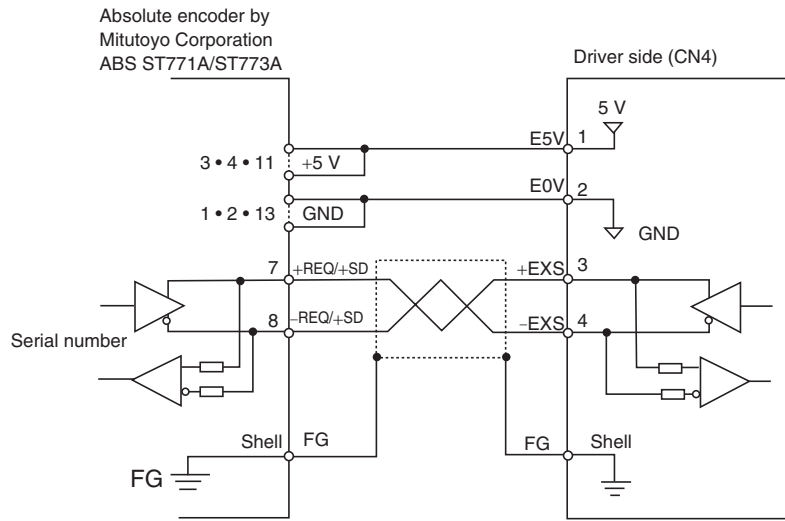 Absolute encoder by
Mitutoyo Corporation
ABS ST771A/ST773A
Driver side (CN4)
5 V
E5V 1
3 • 4 • 11 +5 V
E0V 2
1 • 2 • 13 GND
GND
7 +REQ/+SD
+EXS 3
8 –REQ/+SD
–EXS 4
Serial number
Shell FG
FG Shell
FG